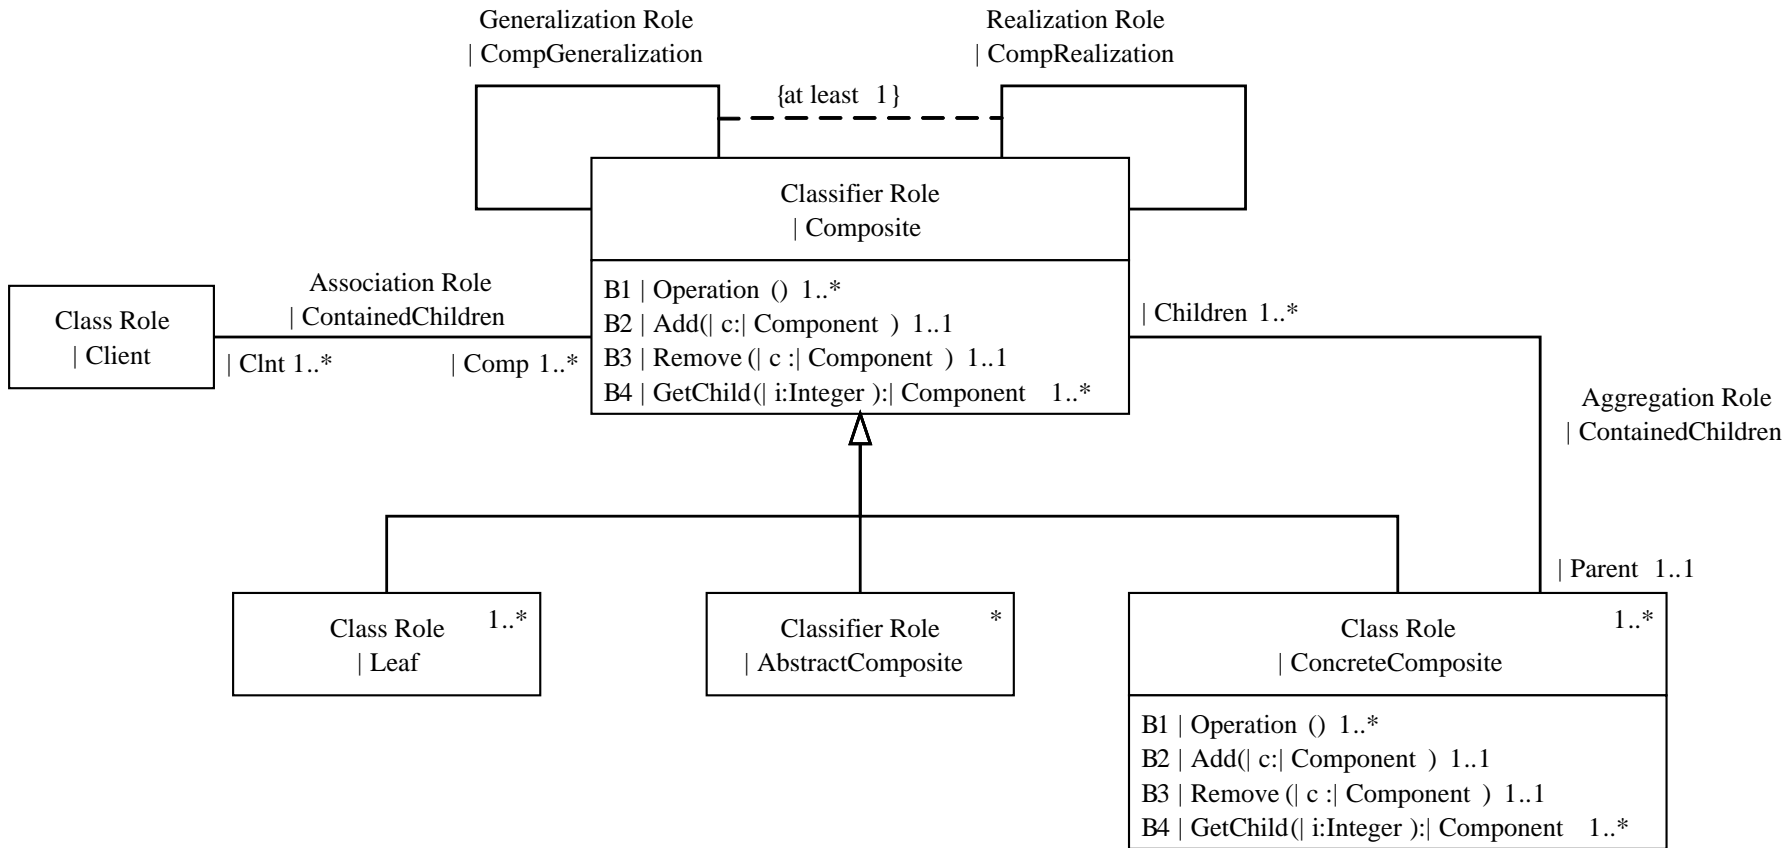 Generalization Role
| CompGeneralization
Realization Role
| CompRealization
{at least 1}
Classifier Role
| Composite
B1 | Operation () 1..*
B2 | Add(| c:| Component ) 1..1
B3 | Remove (| c :| Component ) 1..1
B4 | GetChild(| i:Integer ):| Component 1..*
Class Role
| Client
Association Role
| ContainedChildren
| Clnt 1..*
| Comp 1..*
| Children 1..*
Aggregation Role
| ContainedChildren
| Parent 1..1
Class Role 1..*
| Leaf
Classifier Role *
| AbstractComposite
Class Role 1..*
| ConcreteComposite
B1 | Operation () 1..*
B2 | Add(| c:| Component ) 1..1
B3 | Remove (| c :| Component ) 1..1
B4 | GetChild(| i:Integer ):| Component 1..*